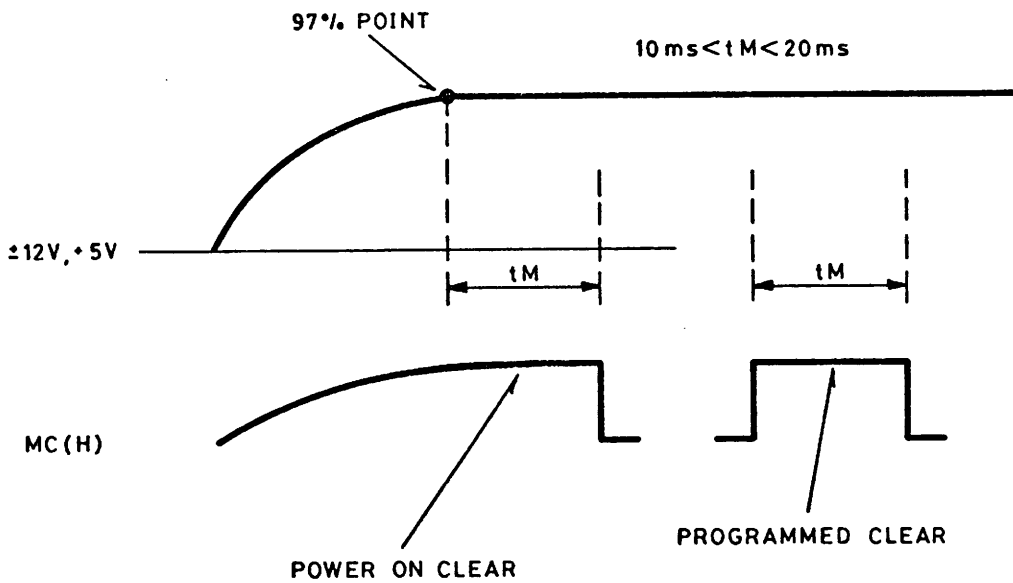 97% POINT
10ms<tM<20ms
±12V,+5V
tM
tM
MC(H)
PROGRAMMED CLEAR
POWER ON CLEAR